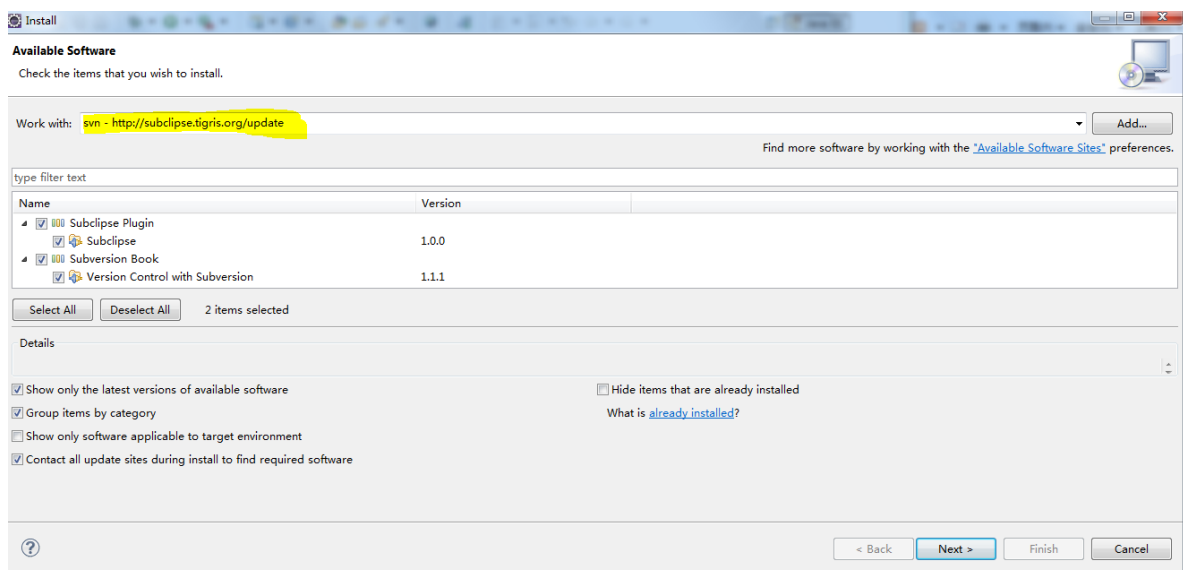 Install
Available Software
Check the items that you wish to install.
Work with: svn - http://subclipse.tigris.org/update Add...
Find more software by working with the "Available Software Sites" preferences.
type filter text
Name Version
Subclipse Plugin
Subclipse 1.0.0
Subversion Book
Version Control with Subversion 1.1.1
Select All Deselect All 2 items selected
Details
Show only the latest versions of available software Hide items that are already installed
Group items by category What is already installed?
Show only software applicable to target environment
Contact all update sites during install to find required software
< Back Next > Finish Cancel